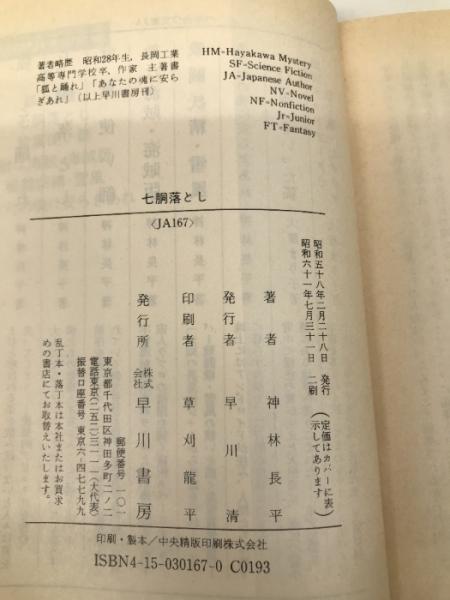 著者略歴 昭和28年生，長岡工業
高等専門学校卒，作家 主著書
「狐と踊れ」「あなたの魂に安ら
ぎあれ」(以上早川書房刊)
HM-Hayakawa Mystery
SF-Science Fiction
JA-Japanese Author
NV-Novel
NF-Nonfiction
Jr-Junior
FT-Fantasy
七胴落とし
〈JA167〉
昭和五十八年二月二十八日 発行
昭和六十一年七月三十一日 二刷
(定価はカバーに表
示してあります)
著者 神林長平
発行者 早川清
印刷者 草刈龍平
発行所 株式会社 早川書房
郵便番号 一〇一
東京都千代田区神田多町二ノ二
電話東京(二五二)三一一一(大代表)
振替口座番号 東京六-四七七九九
乱丁本・落丁本は本社またはお買求
めの書店にてお取替えいたします。
印刷・製本/中央精版印刷株式会社
ISBN4-15-030167-0 C0193